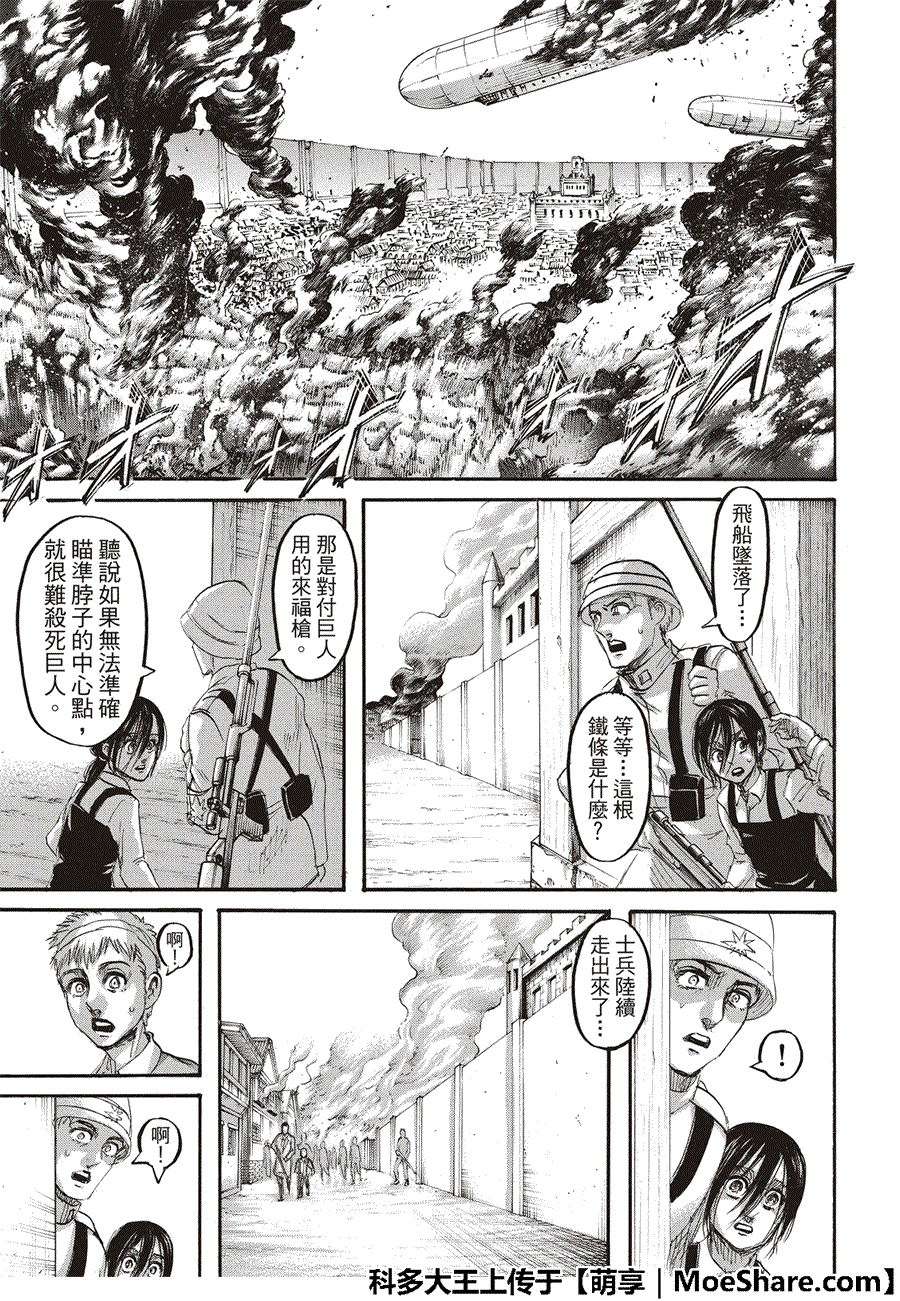 飛船墜落了…
等等…這根
鐵條是什麼?
那是對付巨人
用的來福槍。
聽說如果無法準確
瞄準脖子的中心點,
就很難殺死巨人。
!
士兵陸續
走出來了…
啊!
啊!
科多大王上传于【萌享|MoeShare.com】